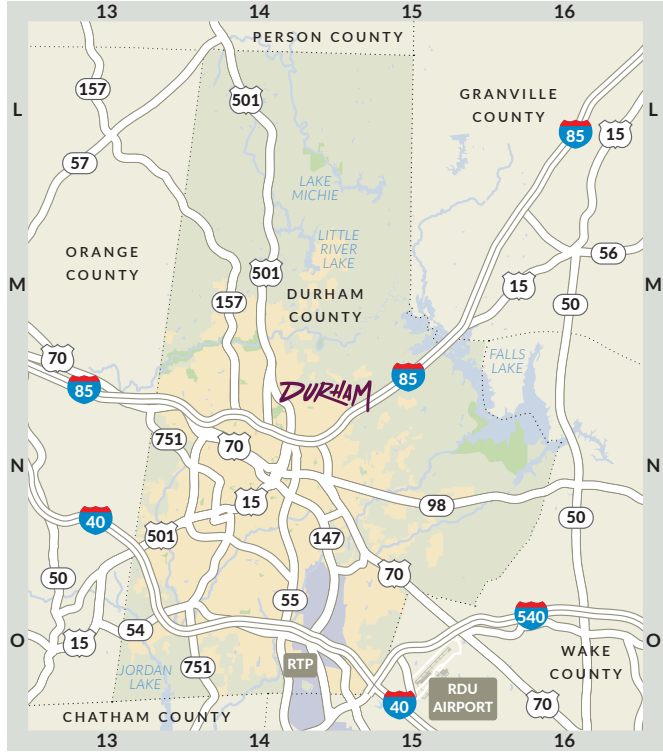 13 14 15 16
PERSON COUNTY
157
501
GRANVILLE
COUNTY
L
L
85
15
57
LAKE
MICHIE
LITTLE
RIVER
LAKE
ORANGE
COUNTY
56
501
M
M
15
DURHAM
COUNTY
157
50
70
FALLS
LAKE
85
DURHAM
85
751
70
N
N
15
98
40
50
501
147
70
50
55
540
54
15
O
O
WAKE
COUNTY
RTP
751
JORDAN
LAKE
RDU
AIRPORT
40
70
CHATHAM COUNTY
13 14 15 16